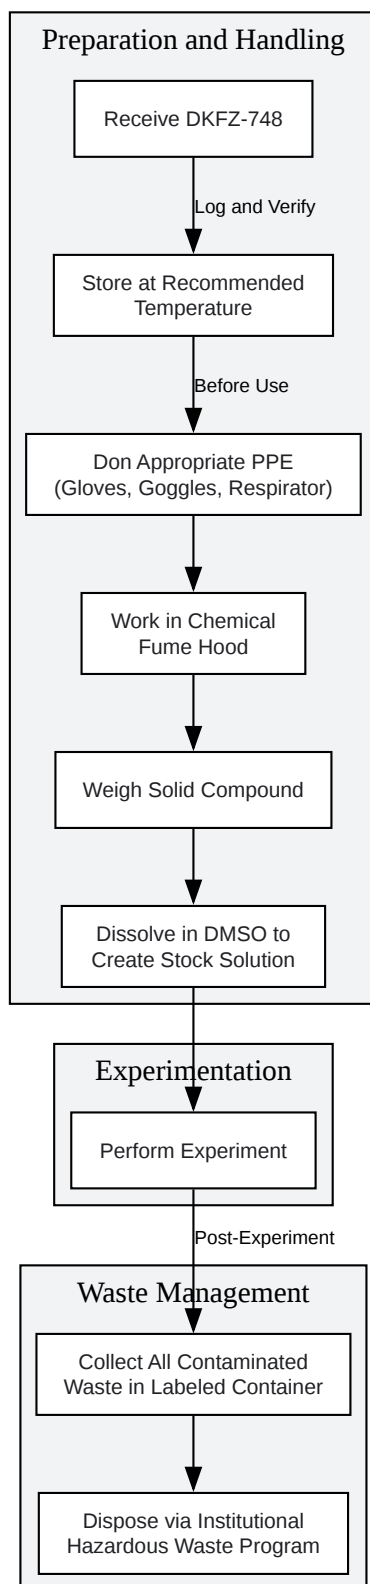 Preparation and Handling
Receive DKFZ-748
Log and Verify
Store at Recommended
Temperature
Before Use
Don Appropriate PPE
(Gloves, Goggles, Respirator)
Work in Chemical
Fume Hood
Weigh Solid Compound
Dissolve in DMSO to
Create Stock Solution
Experimentation
Perform Experiment
Post-Experiment
Waste Management
Collect All Contaminated
Waste in Labeled Container
Dispose via Institutional
Hazardous Waste Program